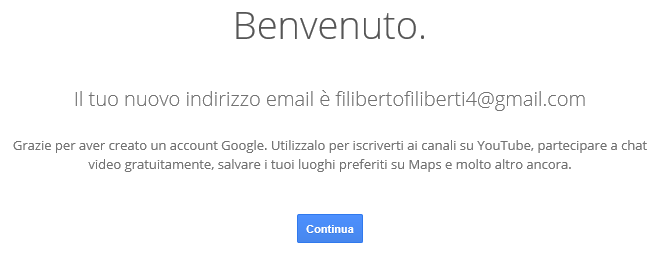 Benvenuto.
Il tuo nuovo indirizzo email è filibertofiliberti4@gmail.com
Grazie per aver creato un account Google. Utilizzalo per iscriverti ai canali su YouTube, partecipare a chat
video gratuitamente, salvare i tuoi luoghi preferiti su Maps e molto altro ancora.
Continua